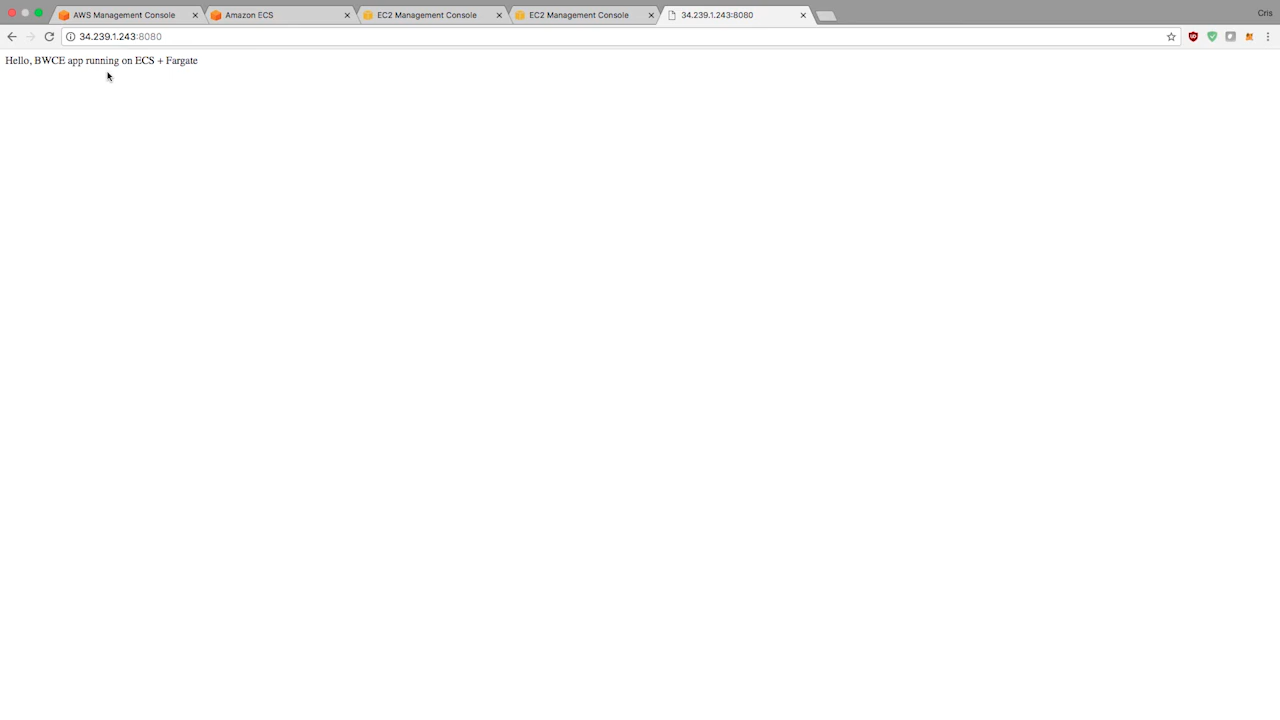 AWS Management Console
Amazon ECS
EC2 Management Console
EC2 Management Console
34.239.1.243:8080
Cris
34.239.1.243:8080
Hello, BWCE app running on ECS + Fargate